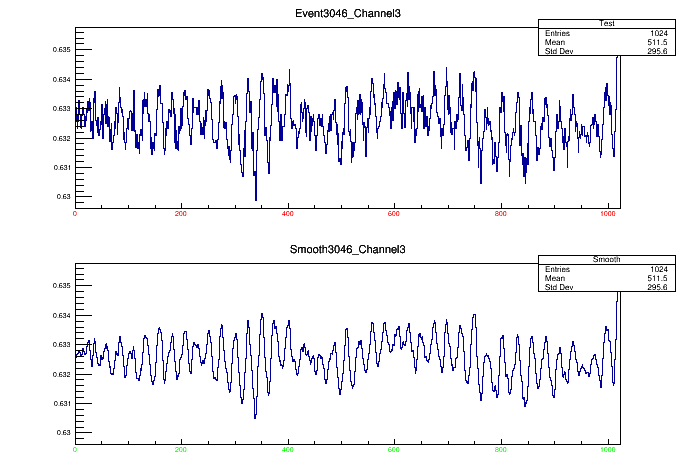 Event3046_Channel3
Test
Entries 1024
Mean 511.5
Std Dev 295.6
0.635
0.634
0.633
0.632
0.631
0.63
0 200 400 600 800 1000
Smooth3046_Channel3
Smooth
Entries 1024
Mean 511.5
Std Dev 295.6
0.635
0.634
0.633
0.632
0.631
0.63
0 200 400 600 800 1000